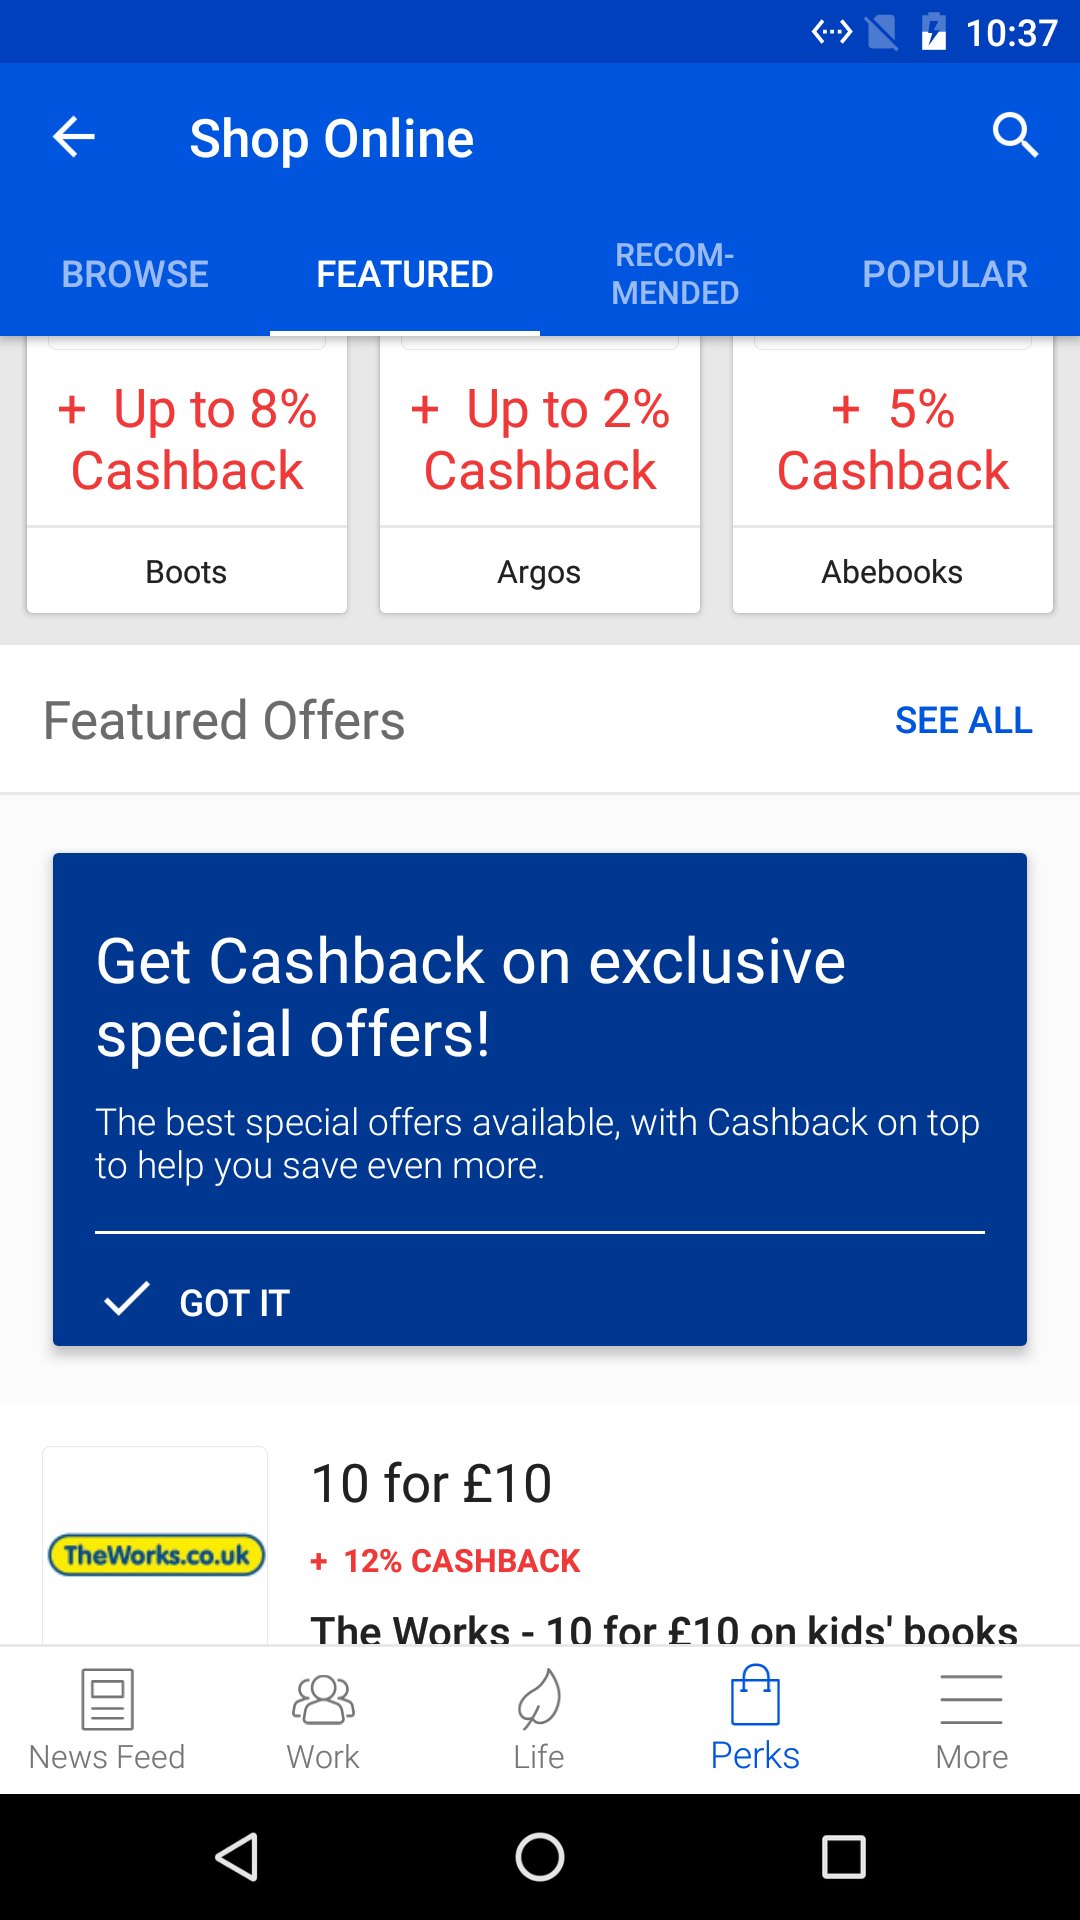 10:37
Shop Online
BROWSE
FEATURED
RECOM-
MENDED
POPULAR
+ Up to 8%
Cashback
Boots
+ Up to 2%
Cashback
Argos
+ 5%
Cashback
Abebooks
Featured Offers
SEE ALL
Get Cashback on exclusive
special offers!
The best special offers available, with Cashback on top
to help you save even more.
GOT IT
TheWorks.co.uk
10 for £10
+ 12% CASHBACK
The Works - 10 for £10 on kids' books
News Feed
Work
Life
Perks
More